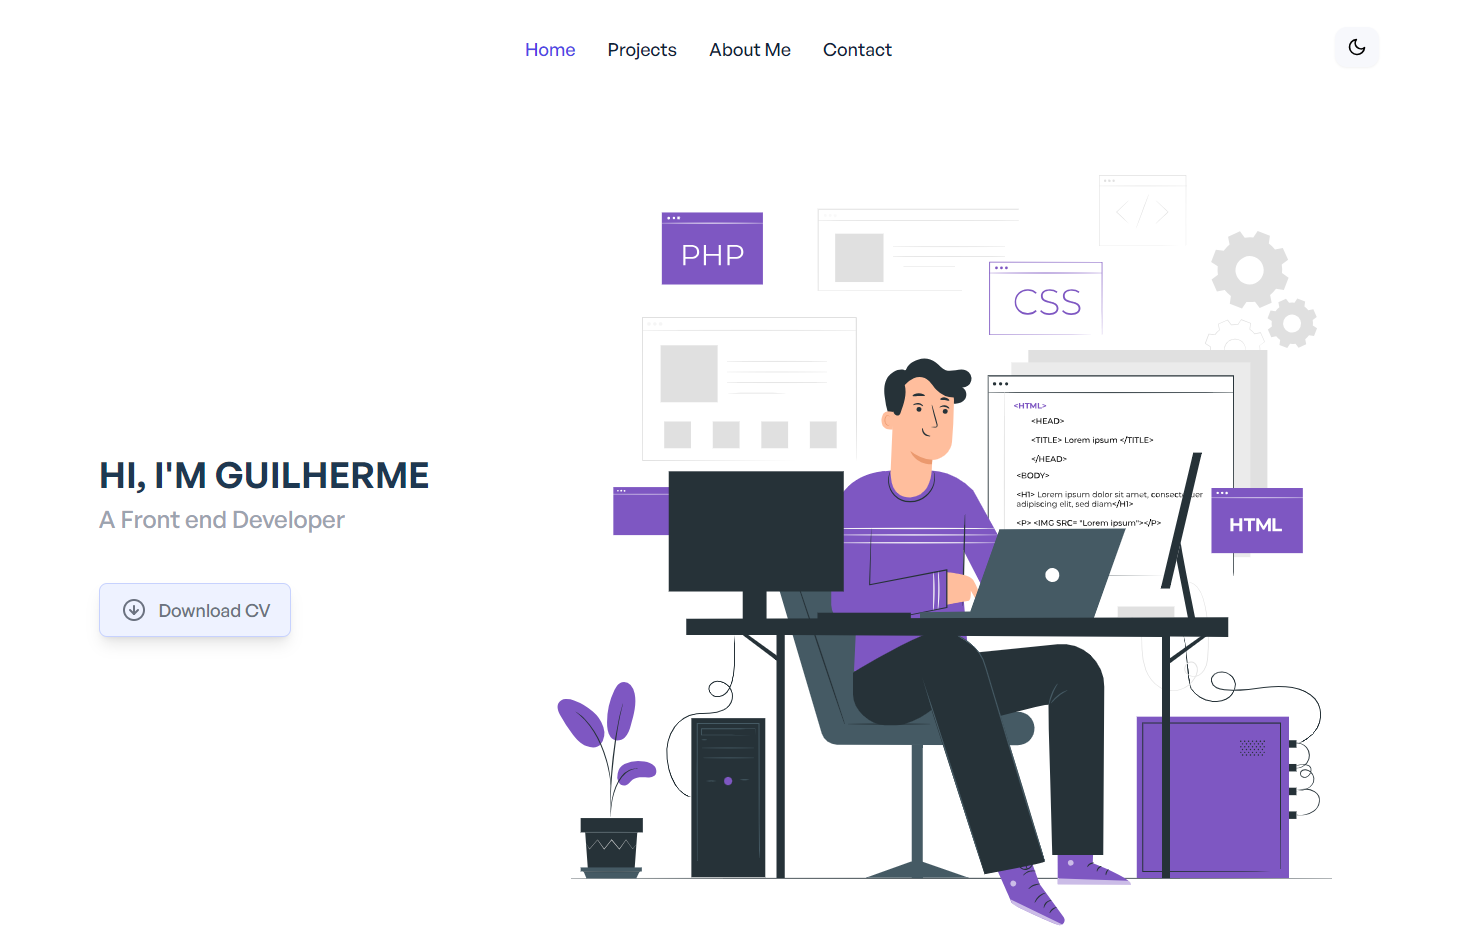 Home Projects About Me Contact
PHP
CSS
<HTML>
<HEAD>
<TITLE> Lorem ipsum </TITLE>
</HEAD>
<BODY>
<H1> Lorem ipsum dolor sit amet,
adipiscing elit, sed diam</H1>
<P> <IMG SRC= "Lorem ipsum"></P>
HTML
HI, I'M GUILHERME
A Front end Developer
Download CV